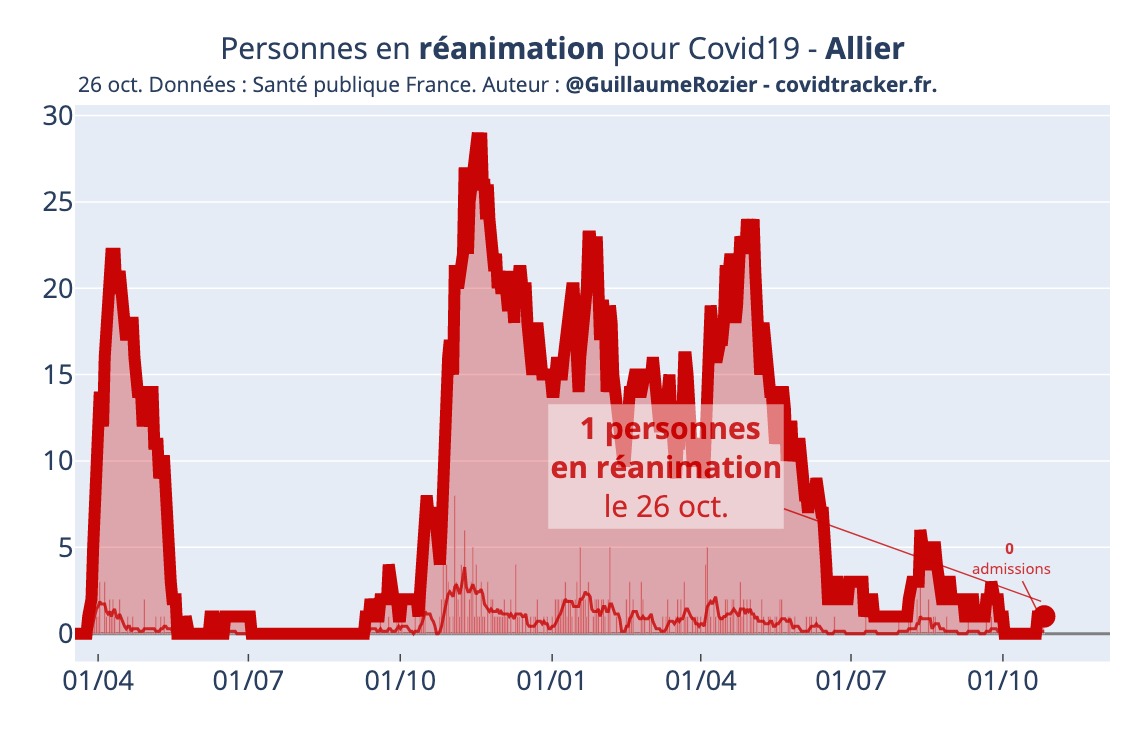 Personnes en réanimation pour Covid19 - Allier
26 oct. Données : Santé publique France. Auteur : @GuillaumeRozier - covidtracker.fr.
30
25
20
15
10
5
0
1 personnes
en réanimation
le 26 oct.
0
admissions
01/04
01/07
01/10
01/01
01/04
01/07
01/10